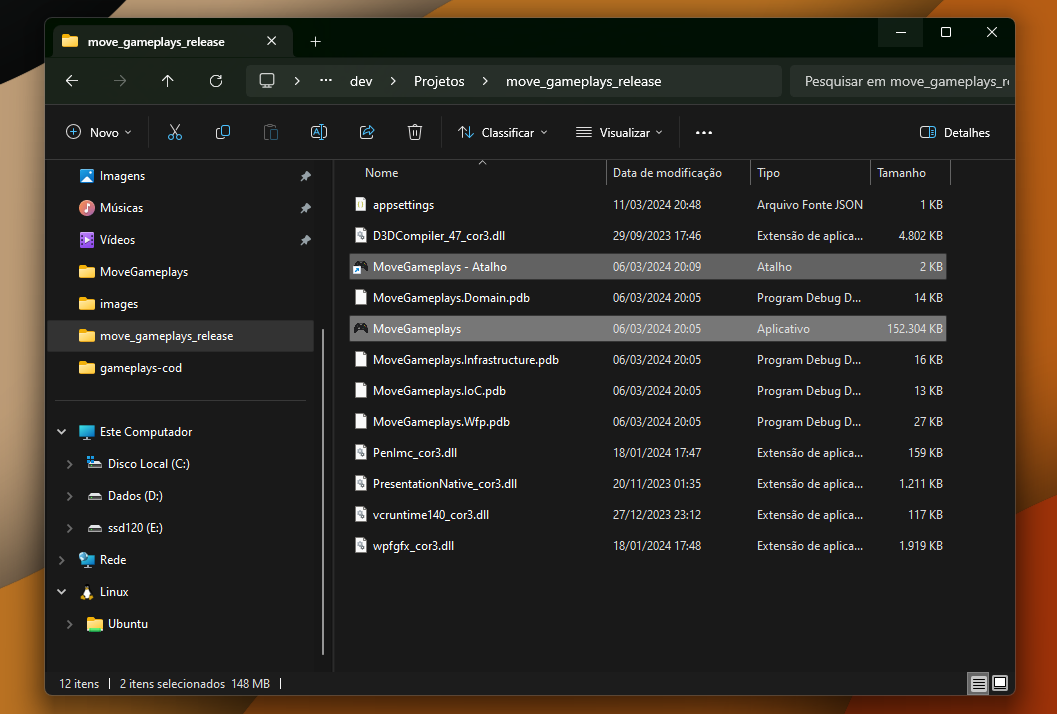 move_gameplays_release
dev Projetos move_gameplays_release
Pesquisar em move_gameplays_r
Novo Classificar Visualizar Detalhes
Imagens
Músicas
Vídeos
MoveGameplays
images
move_gameplays_release
gameplays-cod
Este Computador
Disco Local (C:)
Dados (D:)
ssd120 (E:)
Rede
Linux
Ubuntu
Nome Data de modificação Tipo Tamanho
appsettings 11/03/2024 20:48 Arquivo Fonte JSON 1 KB
D3DCompiler_47_cor3.dll 29/09/2023 17:46 Extensão de aplica... 4.802 KB
MoveGameplays - Atalho 06/03/2024 20:09 Atalho 2 KB
MoveGameplays.Domain.pdb 06/03/2024 20:05 Program Debug D... 14 KB
MoveGameplays 06/03/2024 20:05 Aplicativo 152.304 KB
MoveGameplays.Infrastructure.pdb 06/03/2024 20:05 Program Debug D... 16 KB
MoveGameplays.IoC.pdb 06/03/2024 20:05 Program Debug D... 13 KB
MoveGameplays.Wfp.pdb 06/03/2024 20:05 Program Debug D... 27 KB
PenImc_cor3.dll 18/01/2024 17:47 Extensão de aplica... 159 KB
PresentationNative_cor3.dll 20/11/2023 01:35 Extensão de aplica... 1.211 KB
vcruntime140_cor3.dll 27/12/2023 23:12 Extensão de aplica... 117 KB
wpfgfx_cor3.dll 18/01/2024 17:48 Extensão de aplica... 1.919 KB
12 itens 2 itens selecionados 148 MB